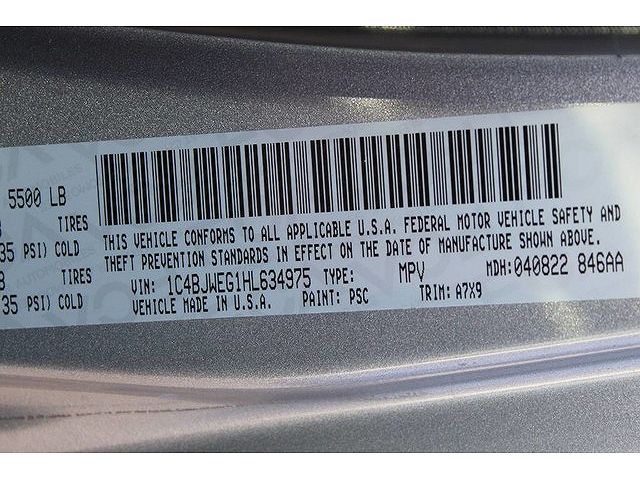 5500 LB
TIRES
35 PSI) COLD
TIRES
35 PSI) COLD
THIS VEHICLE CONFORMS TO ALL APPLICABLE U.S.A. FEDERAL MOTOR VEHICLE SAFETY AND
THEFT PREVENTION STANDARDS IN EFFECT ON THE DATE OF MANUFACTURE SHOWN ABOVE.
VIN: 1C4BJWEG1HL634975 TYPE: MPV MDH: 040822 846AA
VEHICLE MADE IN U.S.A. PAINT: PSC TRIM: A7X9